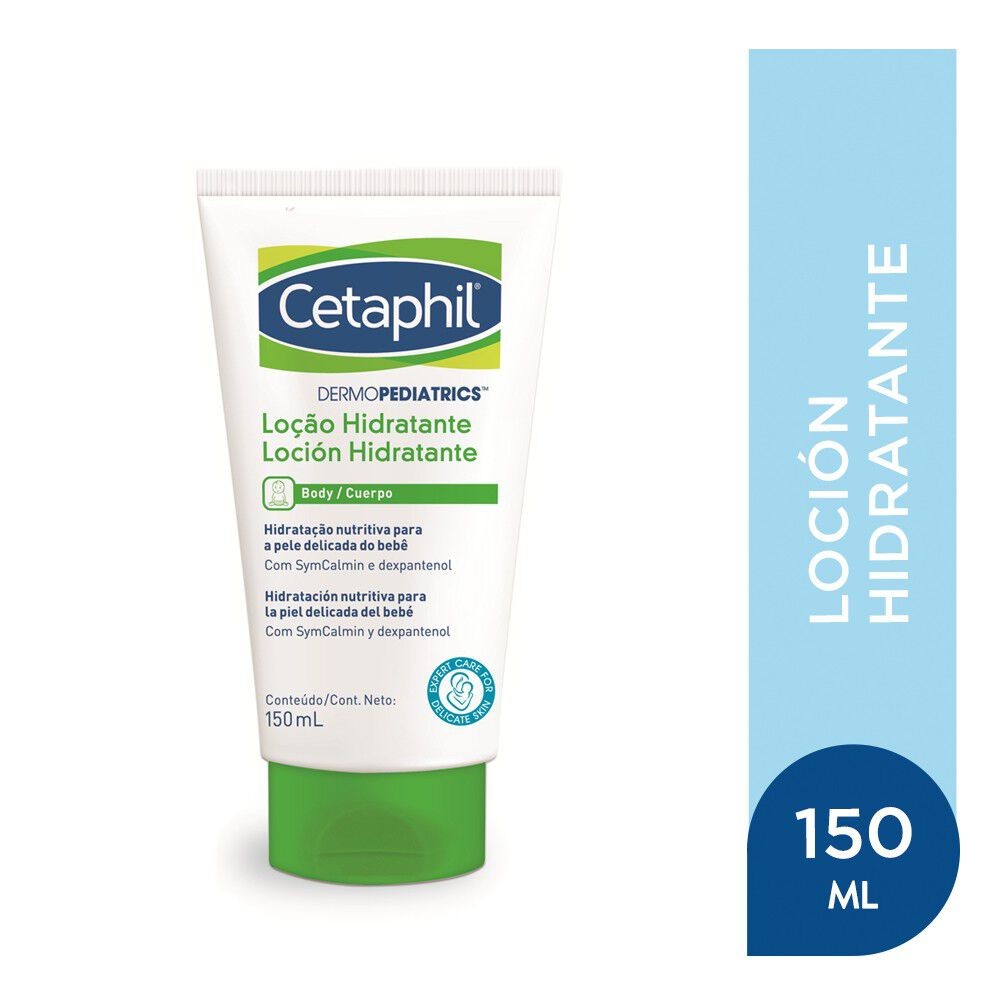 Cetaphil®
DERMOPEDIATRICS™
Loção Hidratante
Loción Hidratante
Body / Cuerpo
Hidratação nutritiva para
a pele delicada do bebê
Com SymCalmin e dexpantenol
Hidratación nutritiva para
la piel delicada del bebé
Com SymCalmin y dexpantenol
EXPERT CARE FOR
DELICATE SKIN
Conteúdo/Cont. Neto:
150 mL
LOCIÓN
HIDRATANTE
150
ML